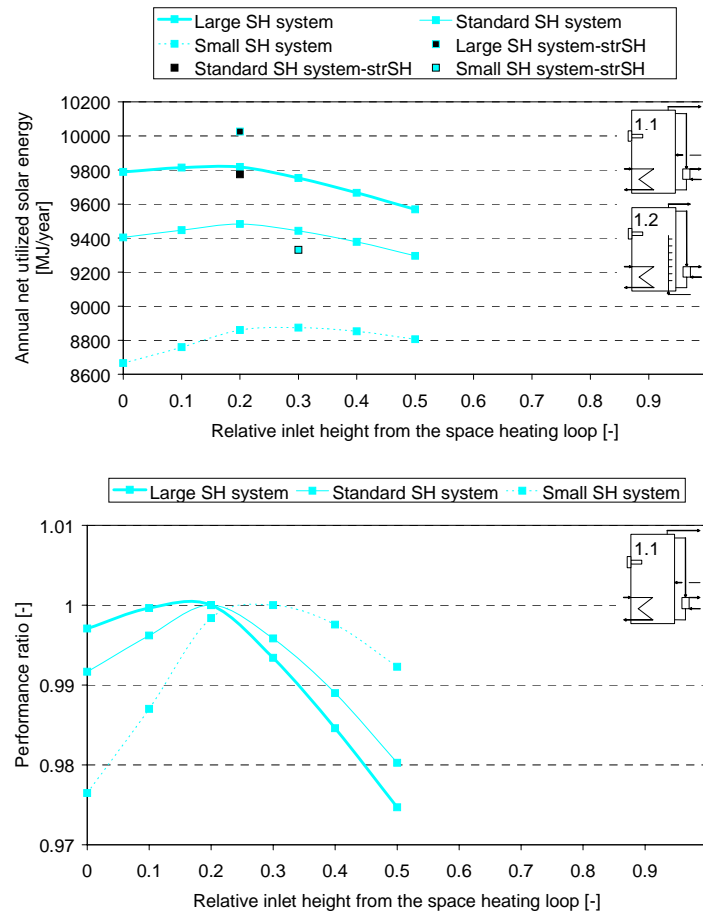 Large SH system
Standard SH system
Small SH system
Large SH system-strSH
Standard SH system-strSH
Small SH system-strSH
Annual net utilized solar energy
[MJ/year]
10200
10000
9800
9600
9400
9200
9000
8800
8600
1.1
1.2
0 0.1 0.2 0.3 0.4 0.5 0.6 0.7 0.8 0.9
Relative inlet height from the space heating loop [-]
Large SH system
Standard SH system
Small SH system
Performance ratio [-]
1.01
1
0.99
0.98
0.97
1.1
0 0.1 0.2 0.3 0.4 0.5 0.6 0.7 0.8 0.9
Relative inlet height from the space heating loop [-]